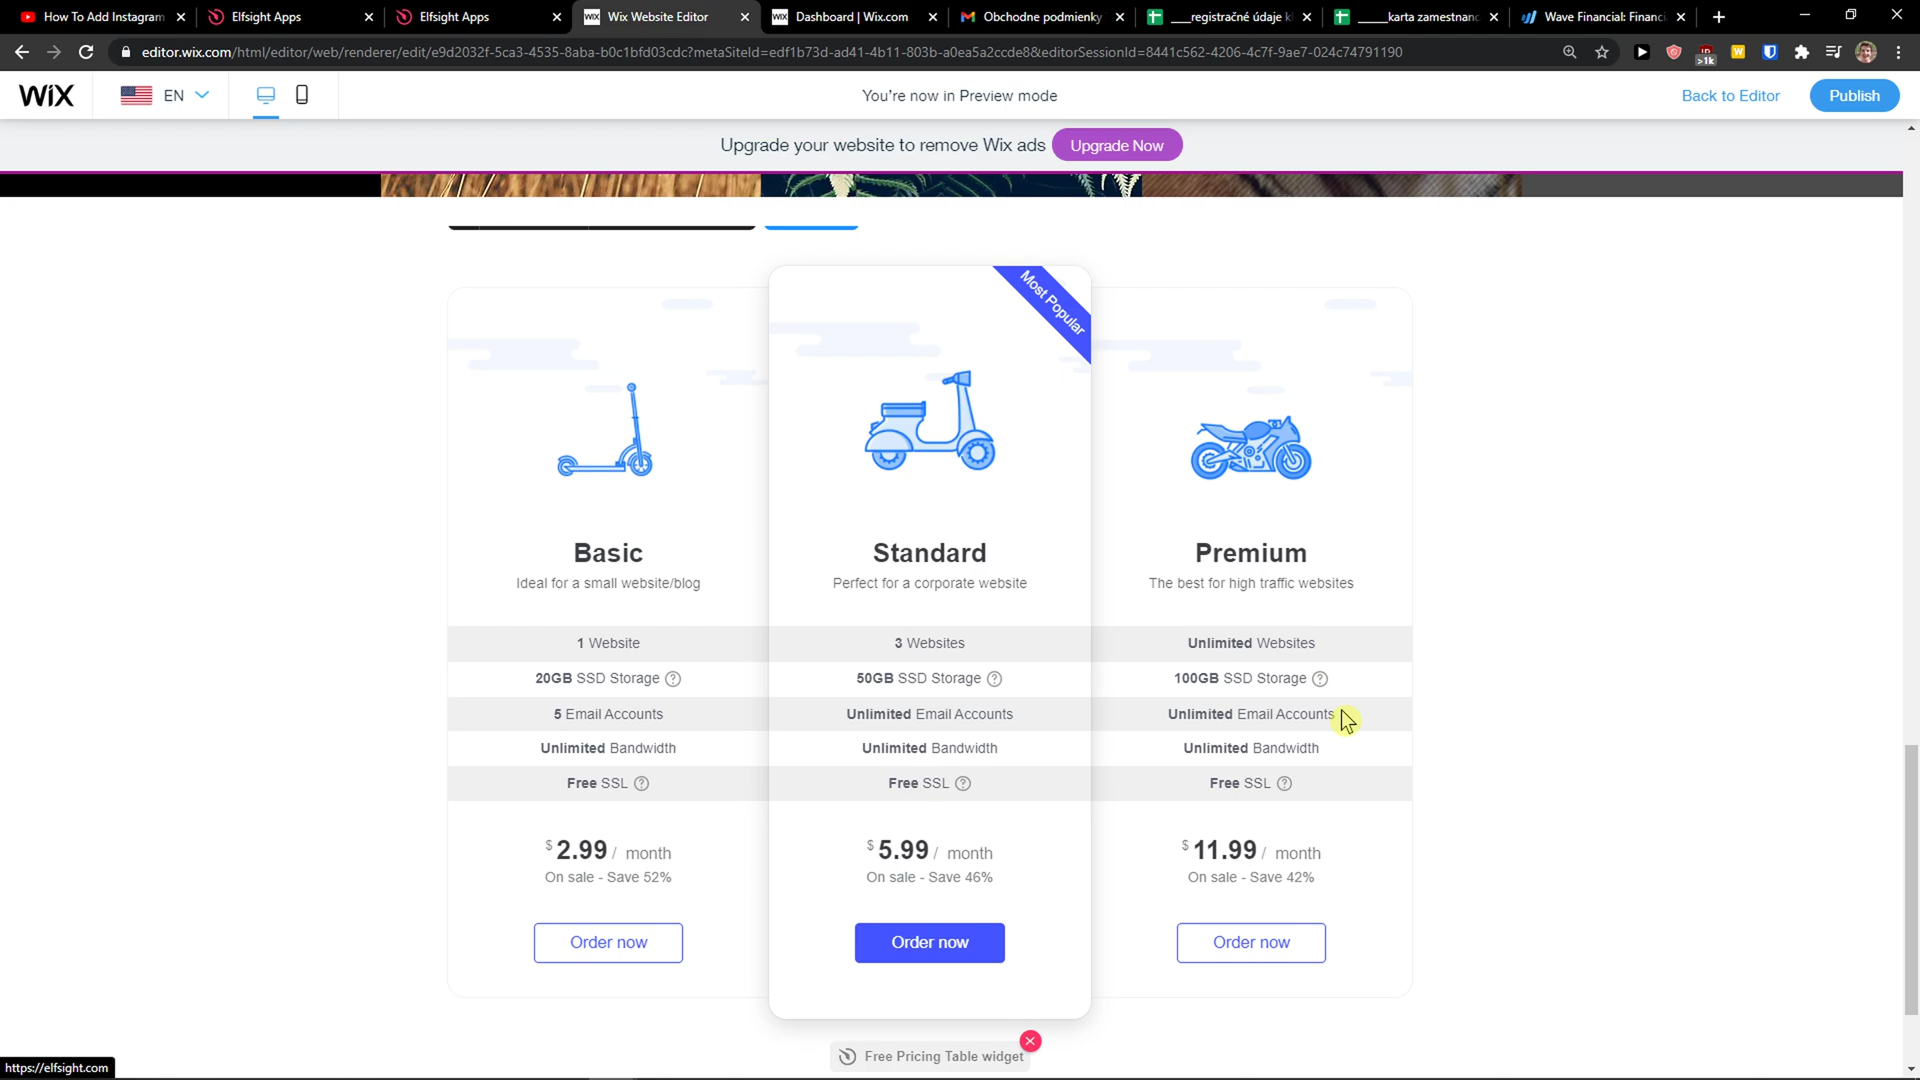 How To Add Instagram
Elfsight Apps
Elfsight Apps
WIX Wix Website Editor
WIX Dashboard | Wix.com
Obchodne podmienky
___registračné údaje k
_____karta zamestnanc
Wave Financial: Financi
editor.wix.com/html/editor/web/renderer/edit/e9d2032f-5ca3-4535-8aba-b0c1bfd03cdc?metaSiteId=edf1b73d-ad41-4b11-803b-a0ea5a2ccde8&editorSessionId=8441c562-4206-4c7f-9ae7-024c74791190
>1k
WIX
EN
You're now in Preview mode
Back to Editor
Publish
Upgrade your website to remove Wix ads
Upgrade Now
Most Popular
Basic
Ideal for a small website/blog
1 Website
20GB SSD Storage ?
5 Email Accounts
Unlimited Bandwidth
Free SSL ?
$ 2.99 / month
On sale - Save 52%
Order now
Standard
Perfect for a corporate website
3 Websites
50GB SSD Storage ?
Unlimited Email Accounts
Unlimited Bandwidth
Free SSL ?
$ 5.99 / month
On sale - Save 46%
Order now
Premium
The best for high traffic websites
Unlimited Websites
100GB SSD Storage ?
Unlimited Email Accounts
Unlimited Bandwidth
Free SSL ?
$ 11.99 / month
On sale - Save 42%
Order now
Free Pricing Table widget
https://elfsight.com